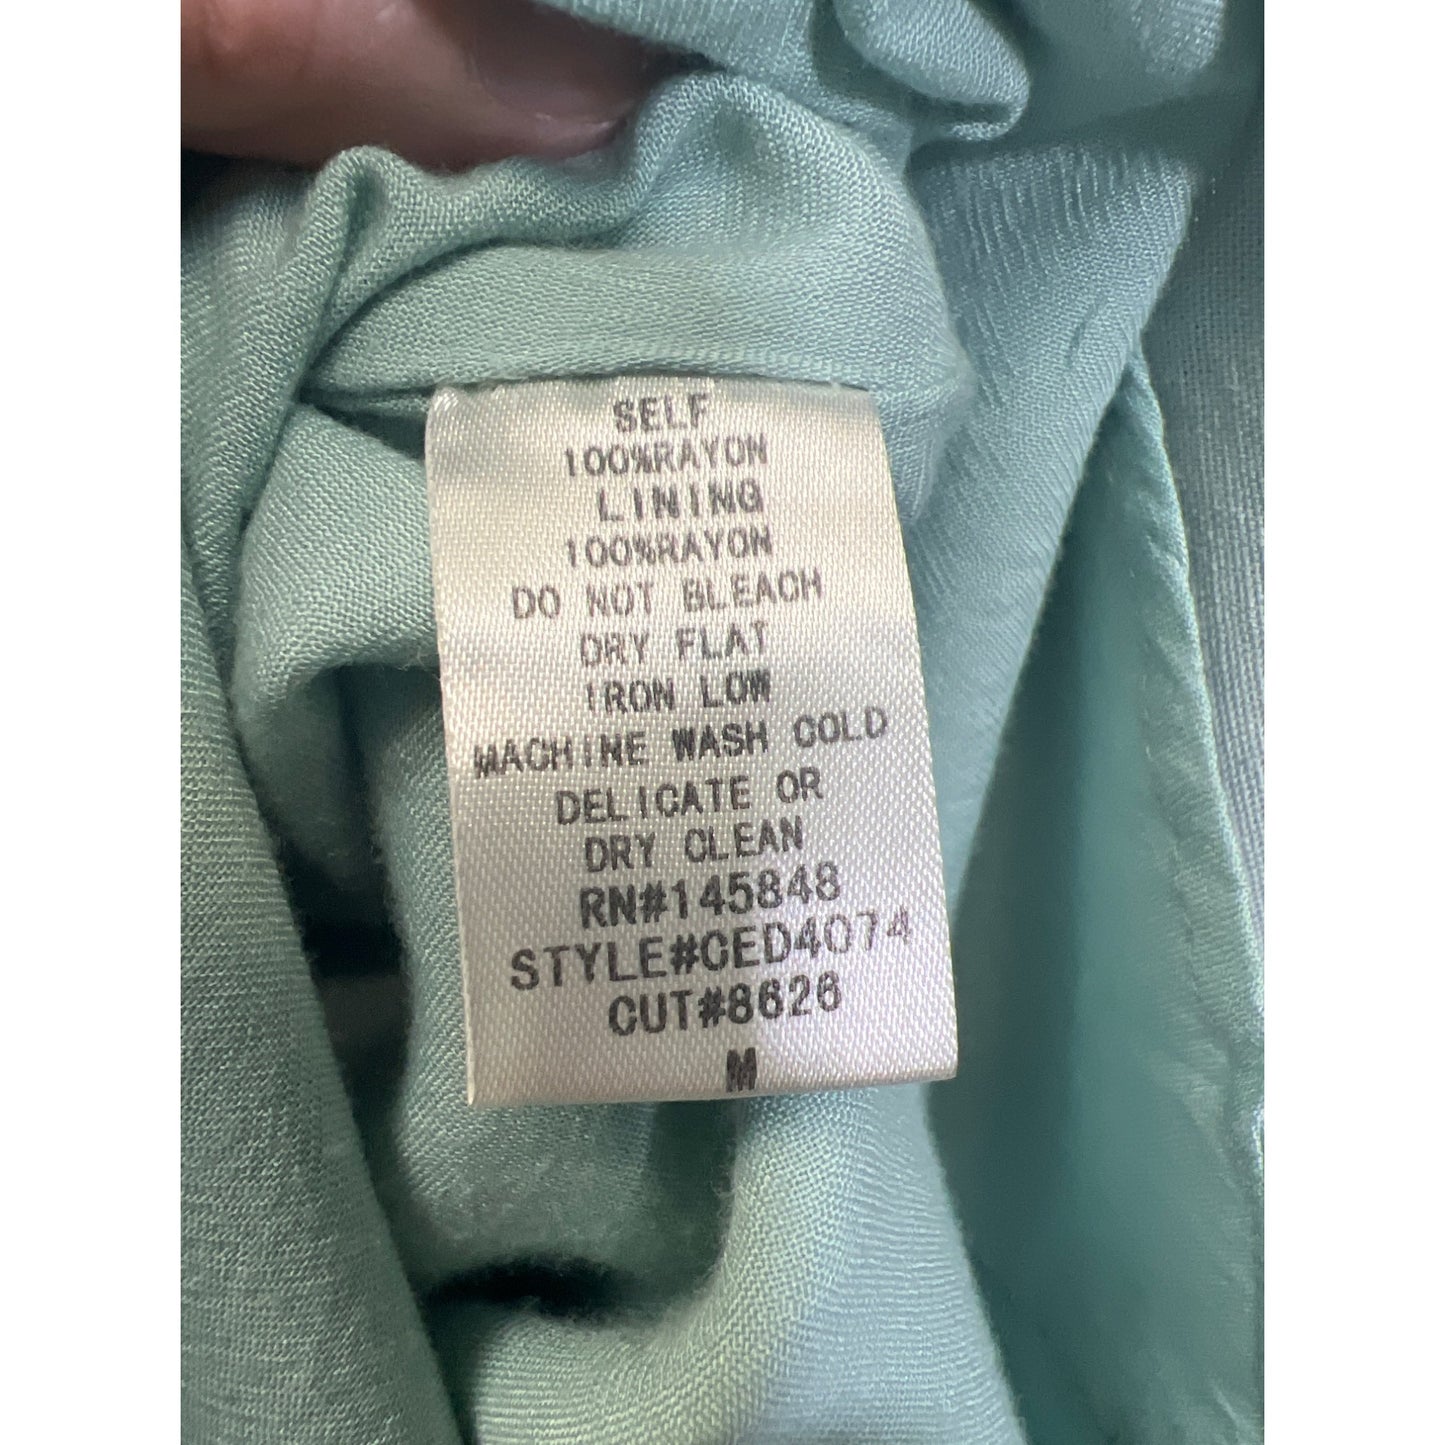 SELF
100%RAYON
LINING
100%RAYON
DO NOT BLEACH
DRY FLAT
IRON LOW
MACHINE WASH COLD
DELICATE OR
DRY CLEAN
RN#145848
STYLE#CED4074
CUT#8626
M